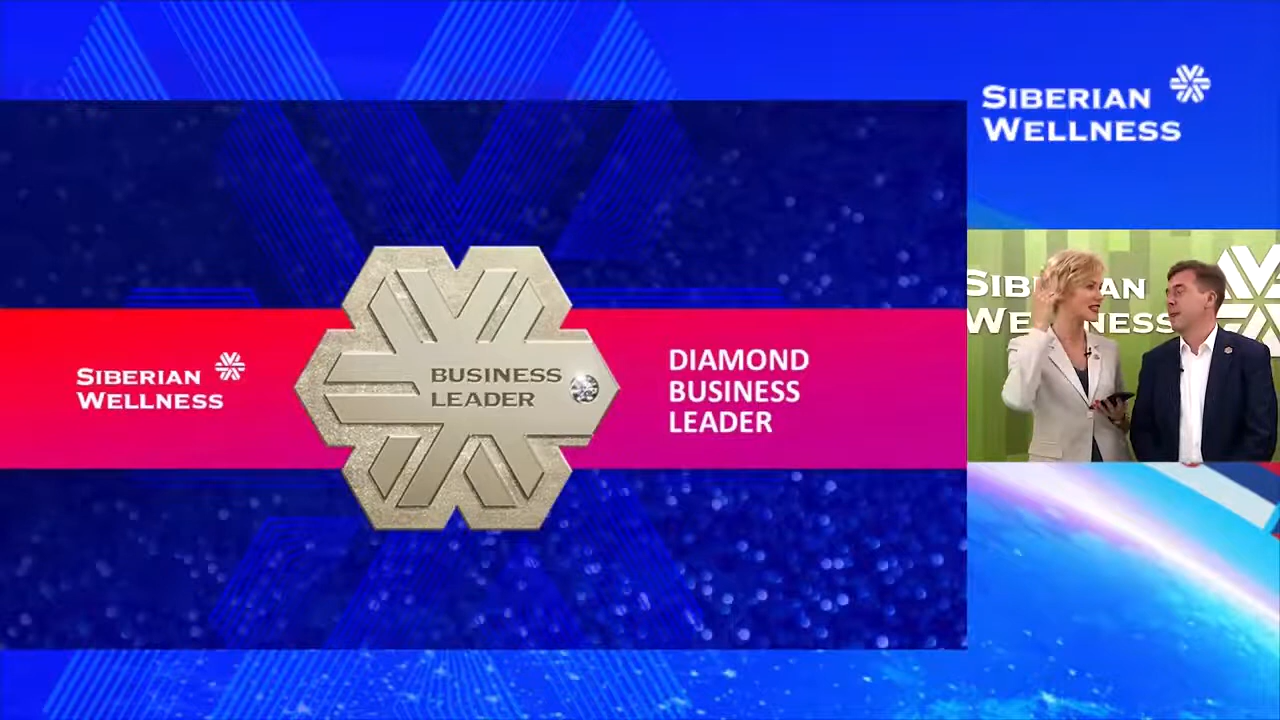 SIBERIAN
WELLNESS
SIBERIAN
WELLNESS
BUSINESS
LEADER
DIAMOND
BUSINESS
LEADER